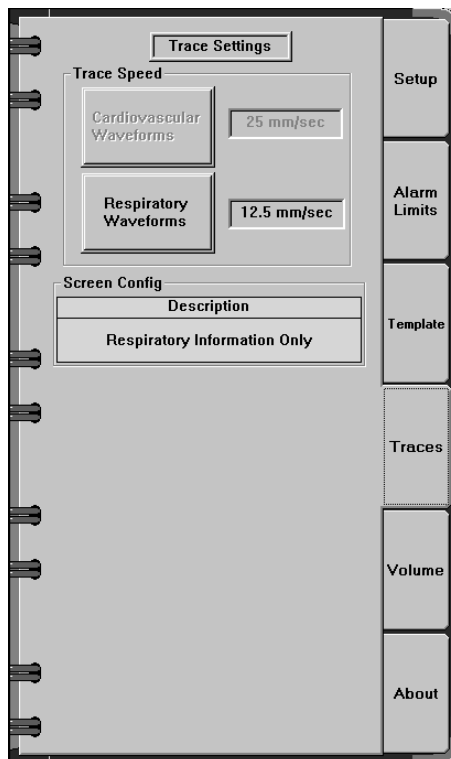 Trace Settings
Trace Speed
Cardiovascular
Waveforms
25 mm/sec
Respiratory
Waveforms
12.5 mm/sec
Screen Config
Description
Respiratory Information Only
Setup
Alarm
Limits
Template
Traces
Volume
About